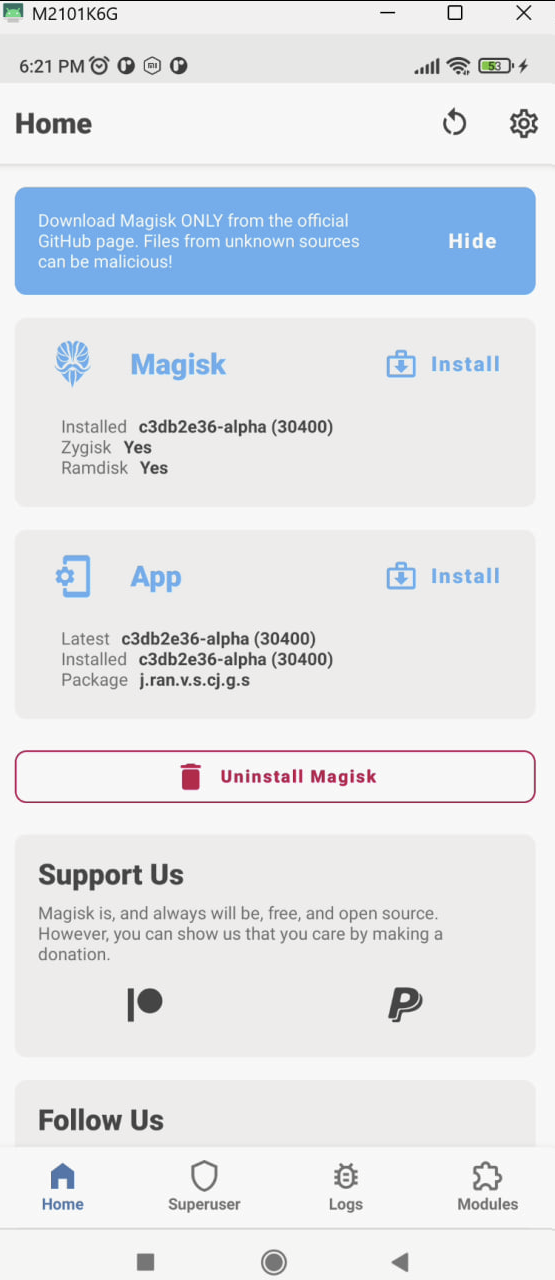 M2101K6G
6:21 PM
53
Home
Download Magisk ONLY from the official
GitHub page. Files from unknown sources
can be malicious!
Hide
Magisk
Install
Installed c3db2e36-alpha (30400)
Zygisk Yes
Ramdisk Yes
App
Install
Latest c3db2e36-alpha (30400)
Installed c3db2e36-alpha (30400)
Package j.ran.v.s.cj.g.s
Uninstall Magisk
Support Us
Magisk is, and always will be, free, and open source.
However, you can show us that you care by making a
donation.
Follow Us
Home
Superuser
Logs
Modules